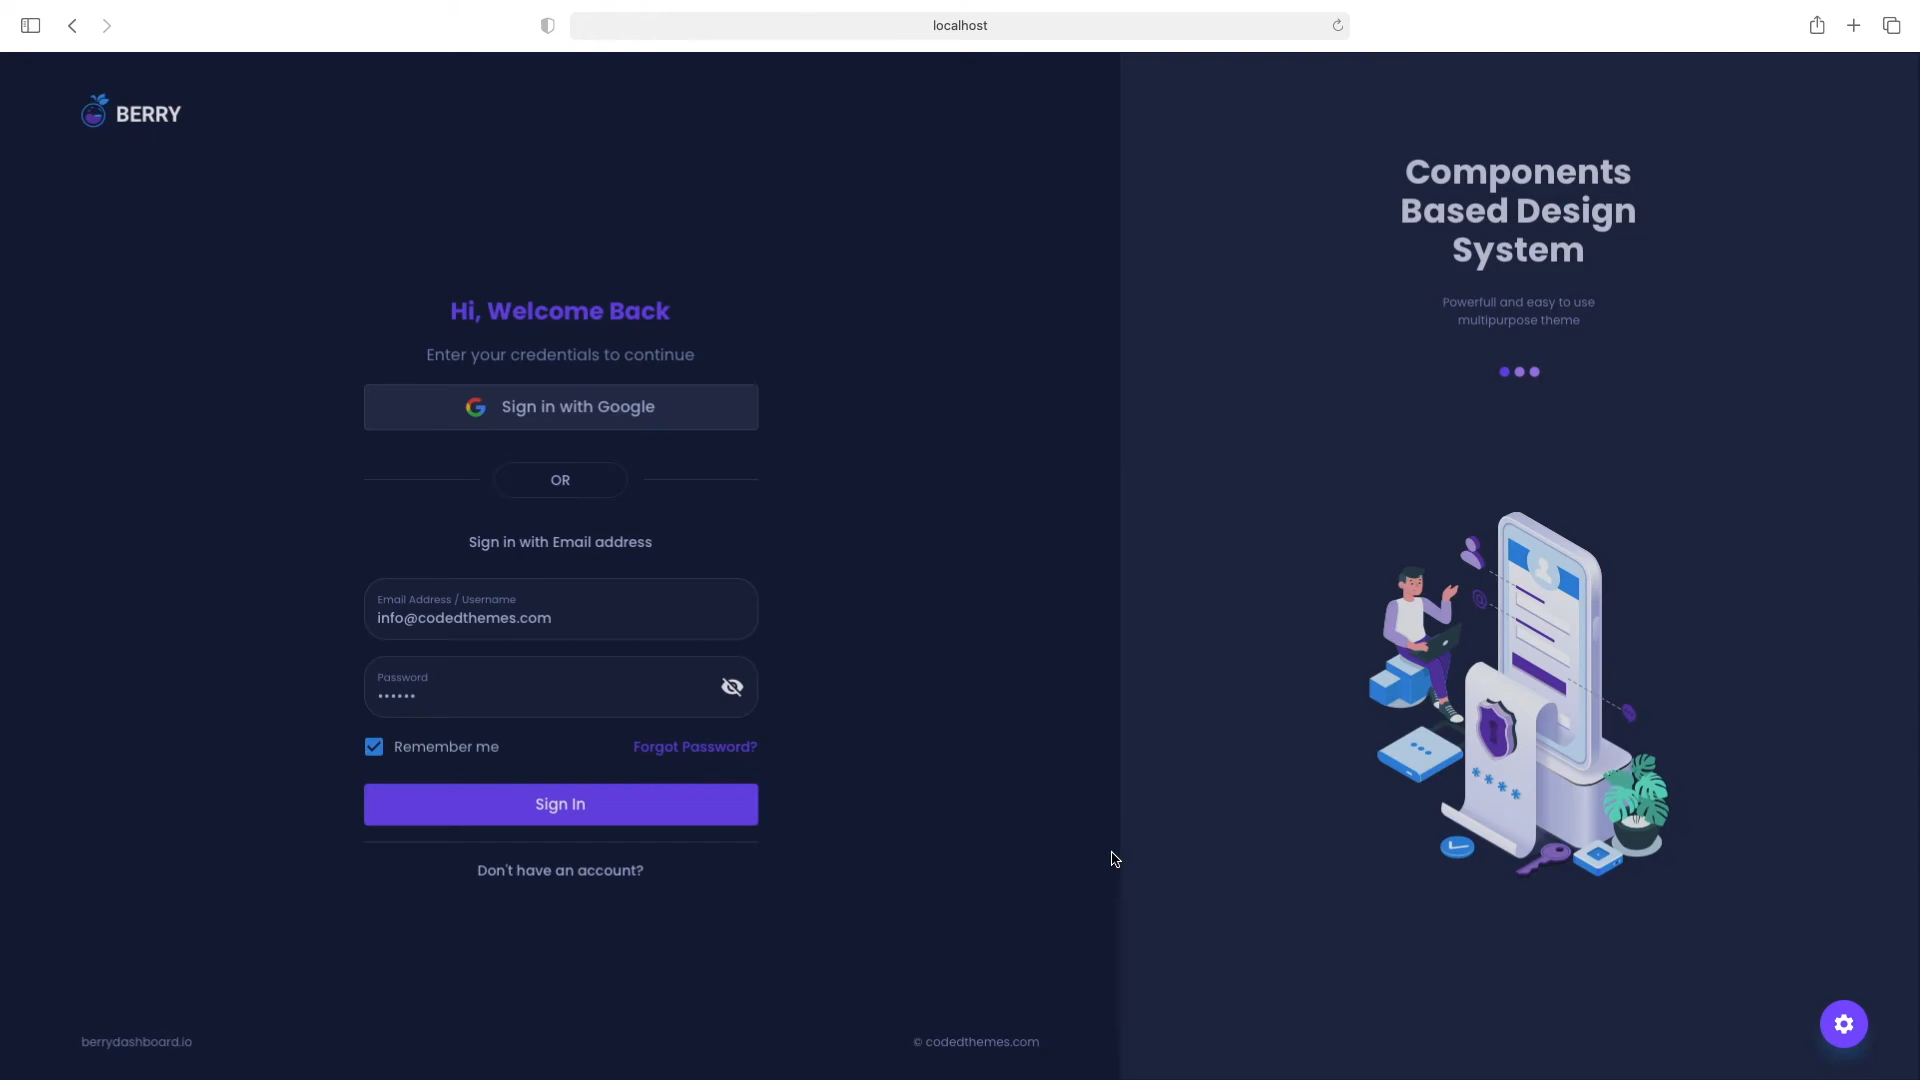 localhost
BERRY
Hi, Welcome Back
Enter your credentials to continue
Sign in with Google
OR
Sign in with Email address
Email Address / Username
info@codedthemes.com
Password
••••••
Remember me
Forgot Password?
Sign In
Don't have an account?
berrydashboard.io
© codedthemes.com
Components
Based Design
System
Powerfull and easy to use
multipurpose theme